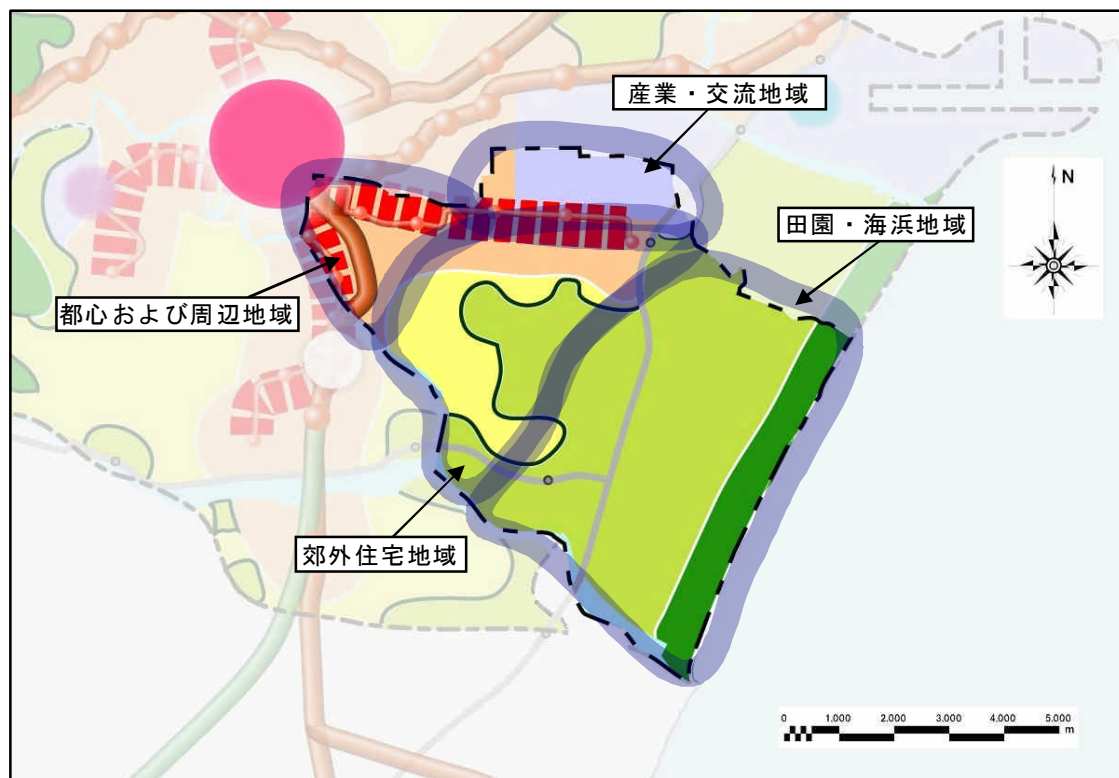 産業・交流地域
N
田園・海浜地域
都心および周辺地域
郊外住宅地域
0 1,000 2,000 3,000 4,000 5,000
m